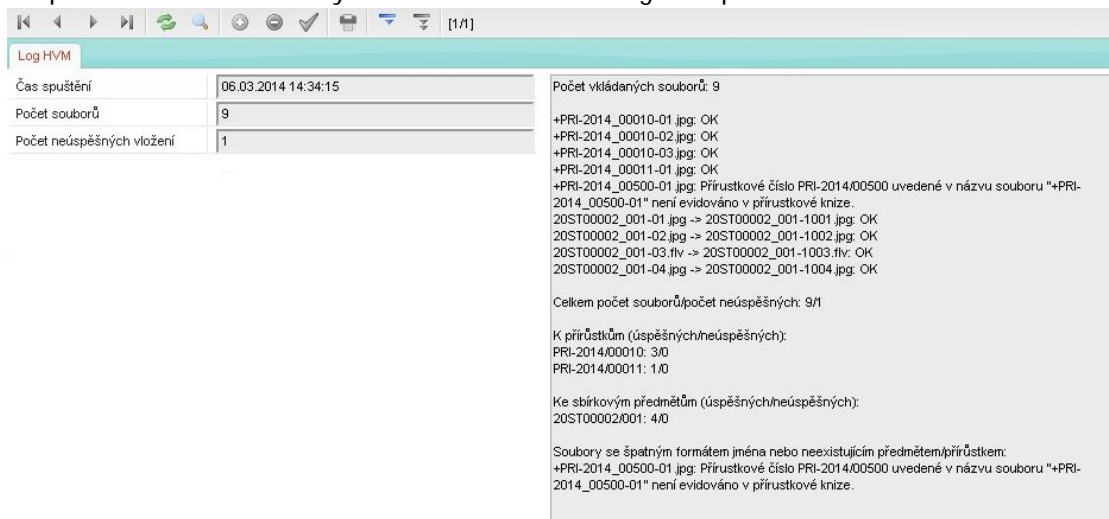 [1/1]
Log HVM
Čas spuštění 06.03.2014 14:34:15
Počet souborů 9
Počet neúspěšných vložení 1
Počet vkládaných souborů: 9
+PRI-2014_00010-01.jpg: OK
+PRI-2014_00010-02.jpg: OK
+PRI-2014_00010-03.jpg: OK
+PRI-2014_00011-01.jpg: OK
+PRI-2014_00500-01.jpg: Přírustkové číslo PRI-2014/00500 uvedené v názvu souboru "+PRI-
2014_00500-01" není evidováno v přírustkové knize.
20ST00002_001-01.jpg -> 20ST00002_001-1001.jpg: OK
20ST00002_001-02.jpg -> 20ST00002_001-1002.jpg: OK
20ST00002_001-03.flv -> 20ST00002_001-1003.flv: OK
20ST00002_001-04.jpg -> 20ST00002_001-1004.jpg: OK
Celkem počet souborů/počet neúspěšných: 9/1
K přírůstkům (úspěšných/neúspěšných):
PRI-2014/00010: 3/0
PRI-2014/00011: 1/0
Ke sbírkovým předmětům (úspěšných/neúspěšných):
20ST00002/001: 4/0
Soubory se špatným formátem jména nebo neexistujícím předmětem/přírůstkem:
+PRI-2014_00500-01.jpg: Přírustkové číslo PRI-2014/00500 uvedené v názvu souboru "+PRI-
2014_00500-01" není evidováno v přírustkové knize.